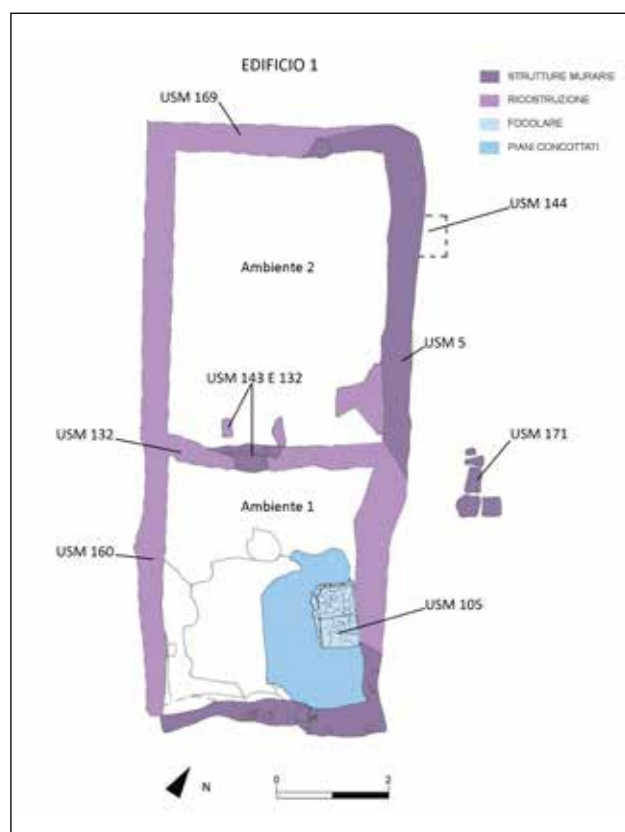 EDIFICIO 1
STRUTTURE MURARIE
RICOSTRUZIONE
FOCOLARE
PIANI CONCOTTATI
USM 169
USM 144
Ambiente 2
USM 5
USM 143 E 132
USM 132
USM 171
Ambiente 1
USM 160
USM 105
N
0 2